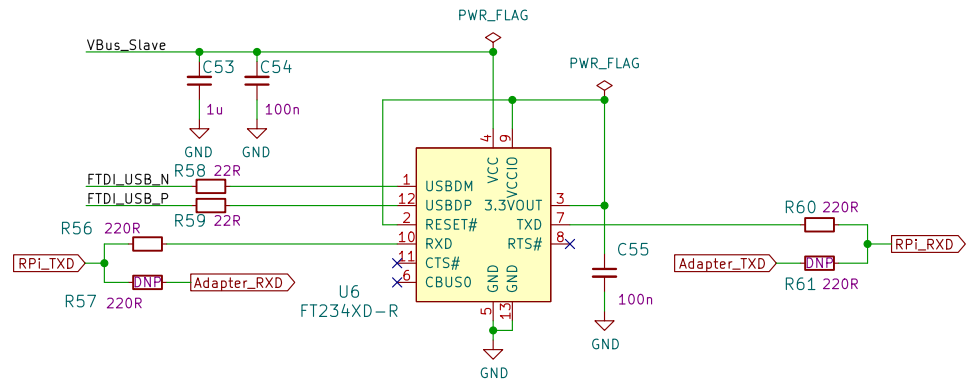 PWR_FLAG
VBus_Slave
PWR_FLAG
C53
C54
1u
100n
GND
GND
4
9
VCC
VCCIO
R58 22R
FTDI_USB_N
1
USBDM
FTDI_USB_P
12
USBDP
3.3VOUT
3
R59 22R
2
RESET#
TXD
7
R60 220R
R56
220R
10
RXD
RTS#
8
RPi_RXD
C55
RPi_TXD
11
CTS#
Adapter_TXD
DNP
DNP
Adapter_RXD
6
CBUS0
GND
GND
R61 220R
R57 220R
U6
FT234XD-R
100n
5
13
GND
GND